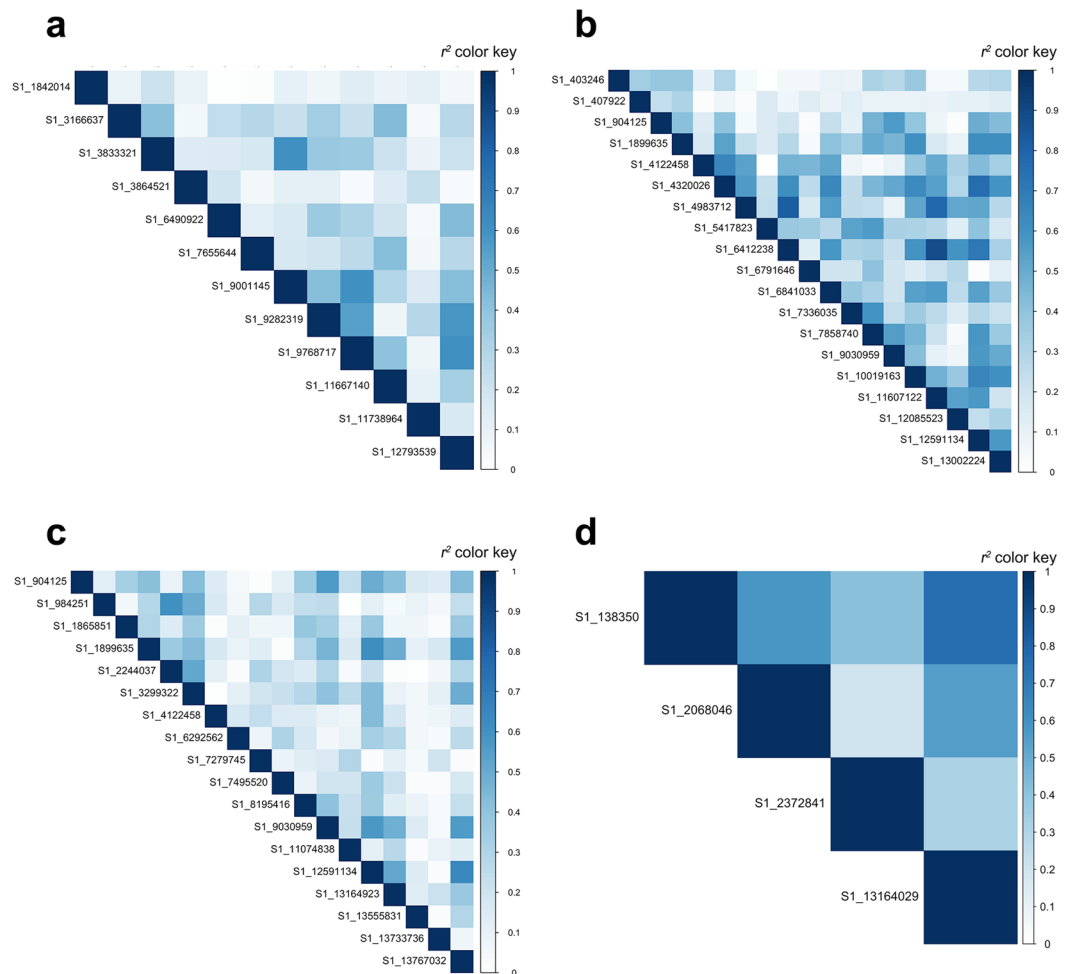 a
r² color key
S1_1842014
S1_3166637
S1_3833321
S1_3864521
S1_6490922
S1_7655644
S1_9001145
S1_9282319
S1_9768717
S1_11667140
S1_11738964
S1_12793539
1
0.9
0.8
0.7
0.6
0.5
0.4
0.3
0.2
0.1
0
b
r² color key
S1_403246
S1_407922
S1_904125
S1_1899635
S1_4122458
S1_4320026
S1_4983712
S1_5417823
S1_6412238
S1_6791646
S1_6841033
S1_7336035
S1_7858740
S1_9030959
S1_10019163
S1_11607122
S1_12085523
S1_12591134
S1_13002224
1
0.9
0.8
0.7
0.6
0.5
0.4
0.3
0.2
0.1
0
c
r² color key
S1_904125
S1_984251
S1_1865851
S1_1899635
S1_2244037
S1_3299322
S1_4122458
S1_6292562
S1_7279745
S1_7495520
S1_8195416
S1_9030959
S1_11074838
S1_12591134
S1_13164923
S1_13555831
S1_13733736
S1_13767032
1
0.9
0.8
0.7
0.6
0.5
0.4
0.3
0.2
0.1
0
d
r² color key
S1_138350
S1_2068046
S1_2372841
S1_13164029
1
0.9
0.8
0.7
0.6
0.5
0.4
0.3
0.2
0.1
0